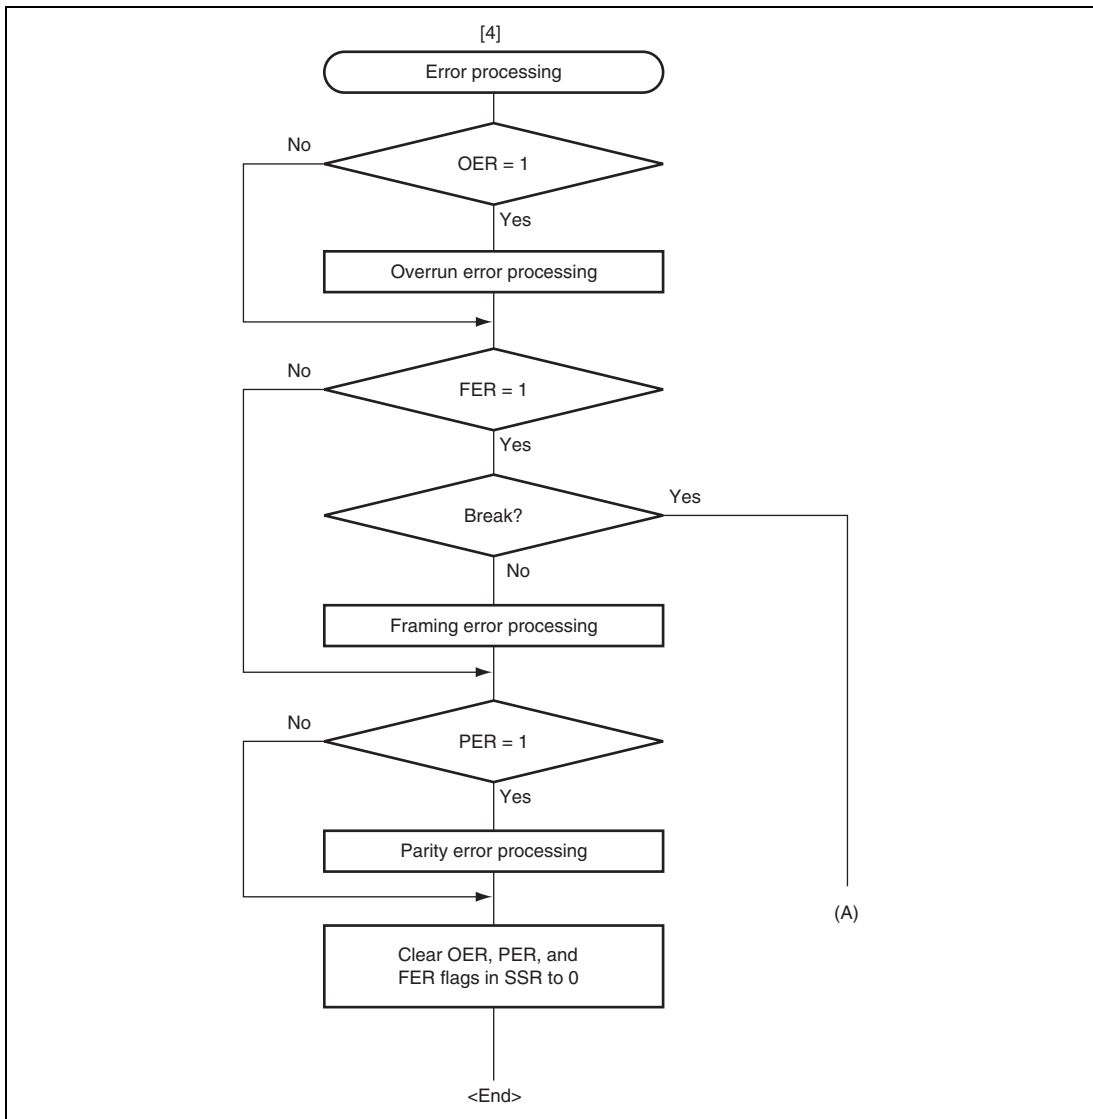 [4]
Error processing
No
OER = 1
Yes
Overrun error processing
No
FER = 1
Yes
Break?
Yes
No
Framing error processing
No
PER = 1
Yes
Parity error processing
(A)
Clear OER, PER, and
FER flags in SSR to 0
<End>